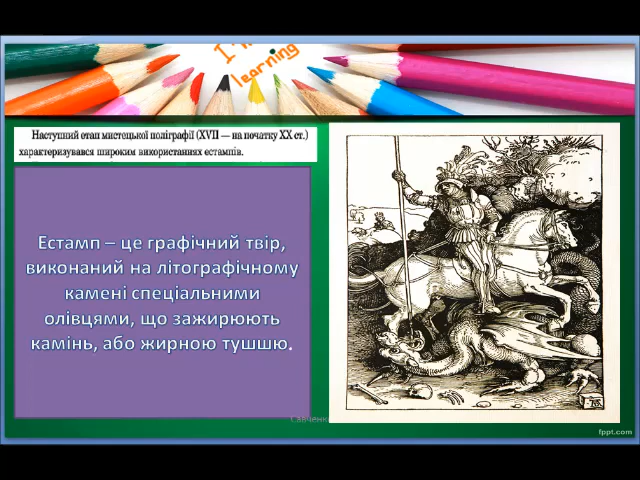 I'm
learning
Наступний етап мистецької поліграфії (XVII — на початку XX ст.)
характеризувався широким використанням естампів.
Естамп – це графічний твір,
виконаний на літографічному
камені спеціальними
олівцями, що зажирюють
камінь, або жирною тушшю.
Савченко
fppt.com